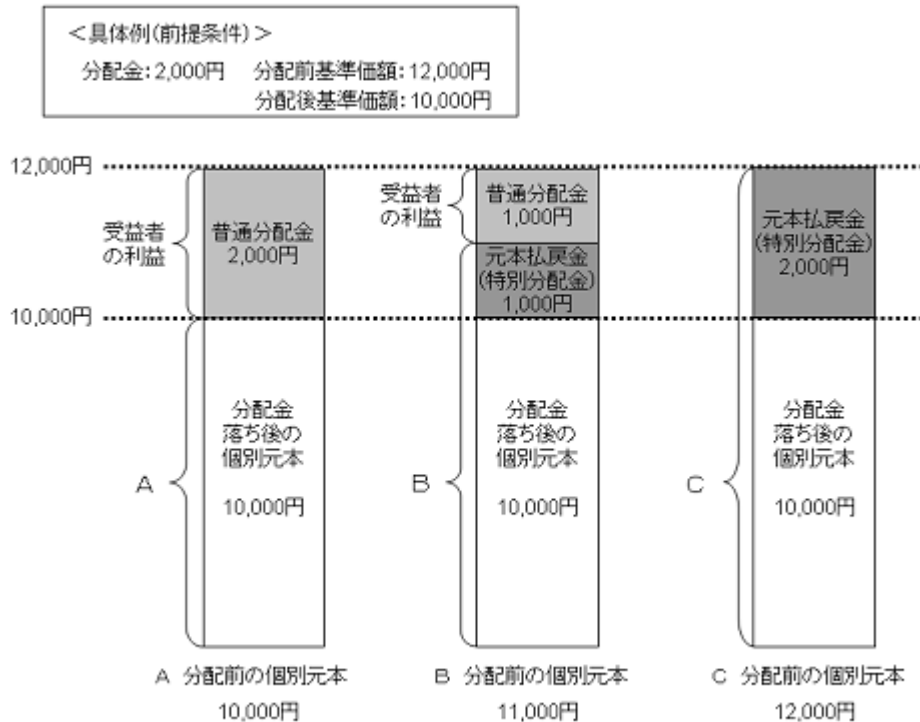 ＜具体例(前提条件)＞
分配金：2,000円　分配前基準価額：12,000円
分配後基準価額：10,000円
12,000円
受益者
の利益
普通分配金
2,000円
10,000円
A
分配金
落ち後の
個別元本
10,000円
A 分配前の個別元本
10,000円
受益者
の利益
普通分配金
1,000円
元本払戻金
(特別分配金)
1,000円
B
分配金
落ち後の
個別元本
10,000円
B 分配前の個別元本
11,000円
元本払戻金
(特別分配金)
2,000円
C
分配金
落ち後の
個別元本
10,000円
C 分配前の個別元本
12,000円